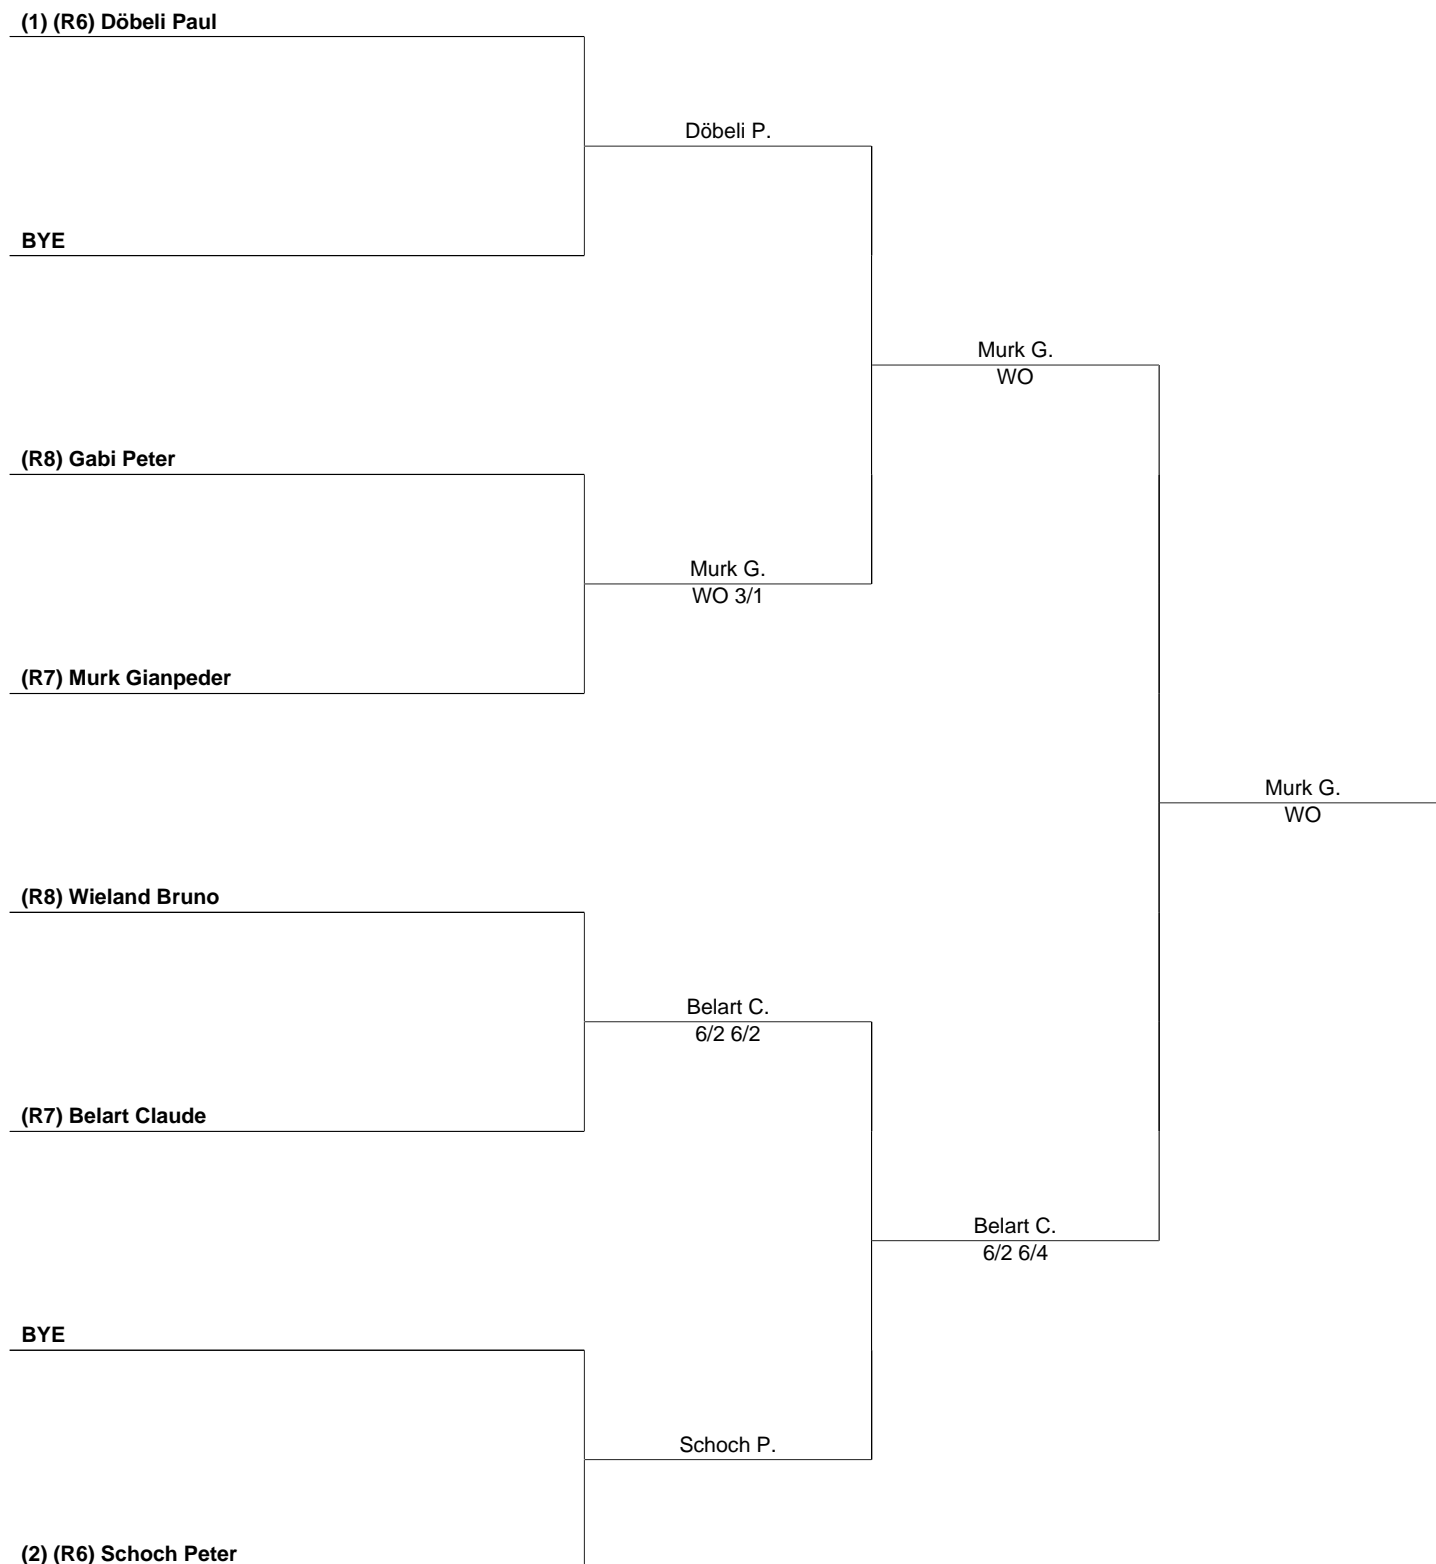 (1) (R6) Döbeli Paul
Döbeli P.
BYE
Murk G.
WO
(R8) Gabi Peter
Murk G.
WO 3/1
(R7) Murk Gianpeder
Murk G.
WO
(R8) Wieland Bruno
Belart C.
6/2 6/2
(R7) Belart Claude
Belart C.
6/2 6/4
BYE
Schoch P.
(2) (R6) Schoch Peter